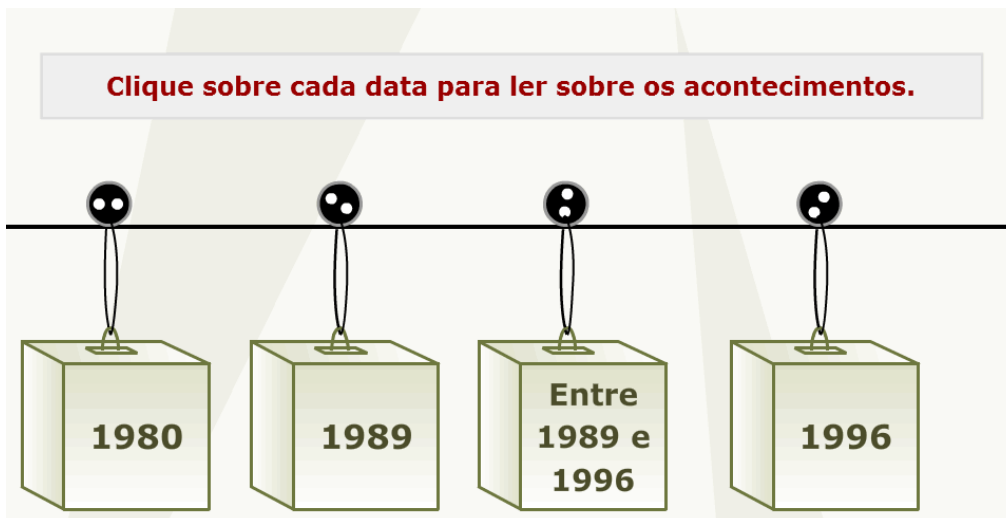 Clique sobre cada data para ler sobre os acontecimentos.
1980
1989
Entre
1989 e
1996
1996